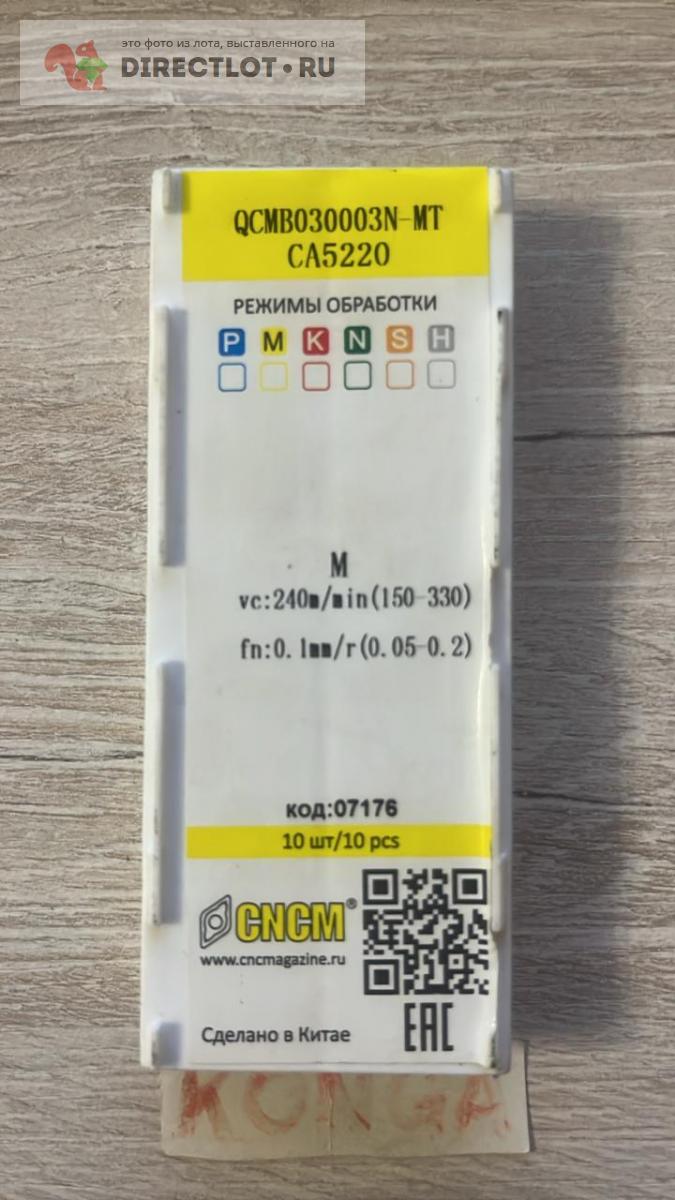 это фото из лота, выставленного на
DIRECTLOT.RU
QCMB030003N-MT
CA5220
РЕЖИМЫ ОБРАБОТКИ
P M K N S H
M
vc:240m/min(150-330)
fn:0.1mm/r(0.05-0.2)
код:07176
10 шт/10 pcs
CNCM®
www.cncmagazine.ru
Сделано в Китае
EAC
KONGA